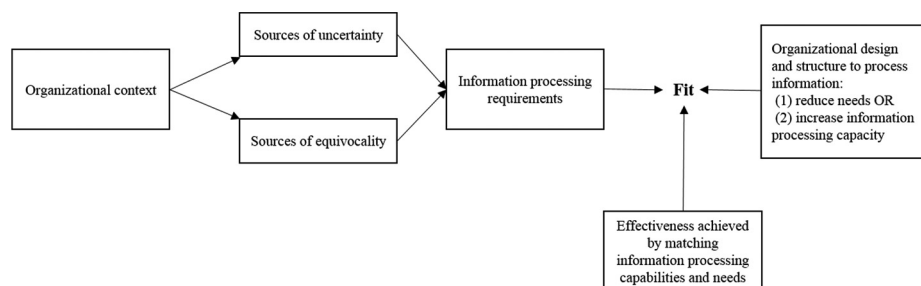 Organizational context
Sources of uncertainty
Sources of equivocality
Information processing
requirements
Fit
Organizational design
and structure to process
information:
(1) reduce needs OR
(2) increase information
processing capacity
Effectiveness achieved
by matching
information processing
capabilities and needs